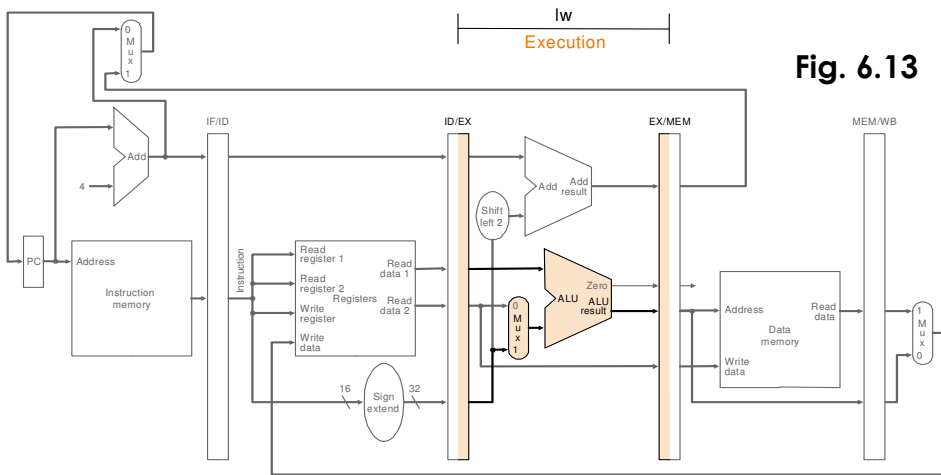 lw
Execution
Fig. 6.13
0
M
u
x
1
IF/ID
ID/EX
EX/MEM
MEM/WB
Add
4
Add
Add
result
Shift
left 2
PC
Address
Instruction
memory
Instruction
Read
register 1
Read
register 2
Write
register
Write
data
Registers
Read
data 1
Read
data 2
0
M
u
x
1
Zero
ALU
ALU
result
Address
Write
data
Read
data
Data
memory
1
M
u
x
0
16
Sign
extend
32